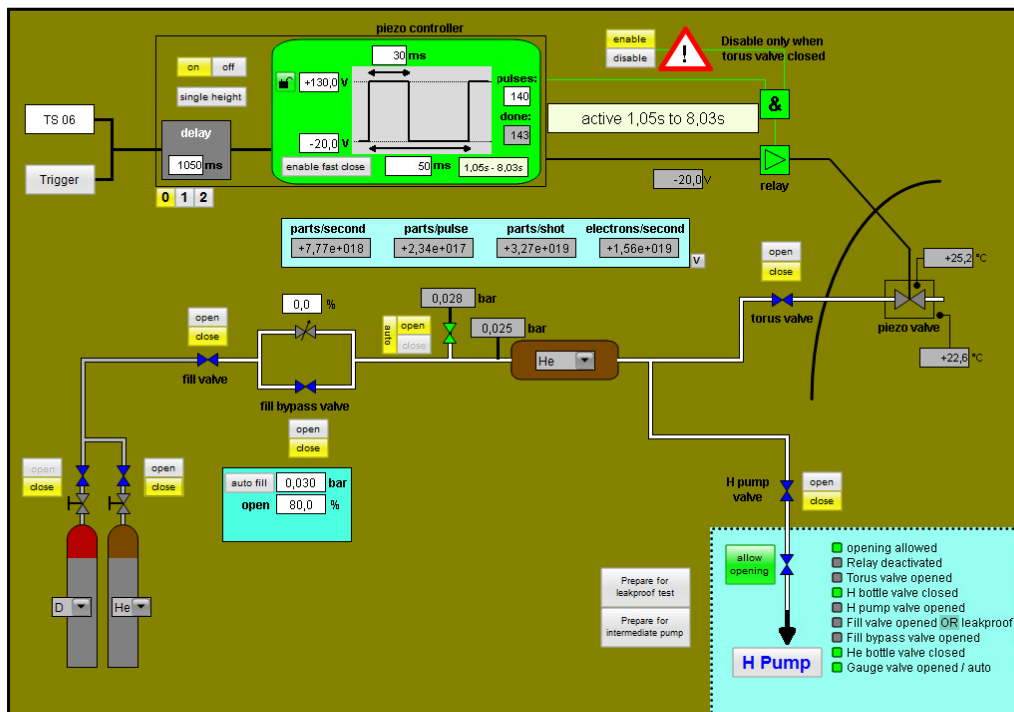 piezo controller
enable
disable
!
Disable only when
torus valve closed
on
off
single height
30 ms
+130,0 V
-20,0 V
pulses:
140
done:
143
enable fast close
50 ms
1,05s - 8,03s
active 1,05s to 8,03s
&
relay
-20,0 V
TS 06
Trigger
delay
1050 ms
0 1 2
parts/second
parts/pulse
parts/shot
electrons/second
+7,77e+018
+2,34e+017
+3,27e+019
+1,56e+019
V
open
close
torus valve
+25,2 °C
piezo valve
+22,6 °C
0,0 %
open
close
fill valve
fill bypass valve
open
close
auto
open
close
0,028 bar
0,025 bar
He
open
close
open
close
auto fill 0,030 bar
open 80,0 %
H pump
valve
open
close
D
He
Prepare for
leakproof test
Prepare for
intermediate pump
allow
opening
H Pump
opening allowed
Relay deactivated
Torus valve opened
H bottle valve closed
H pump valve opened
Fill valve opened OR leakproof
Fill bypass valve opened
He bottle valve closed
Gauge valve opened / auto